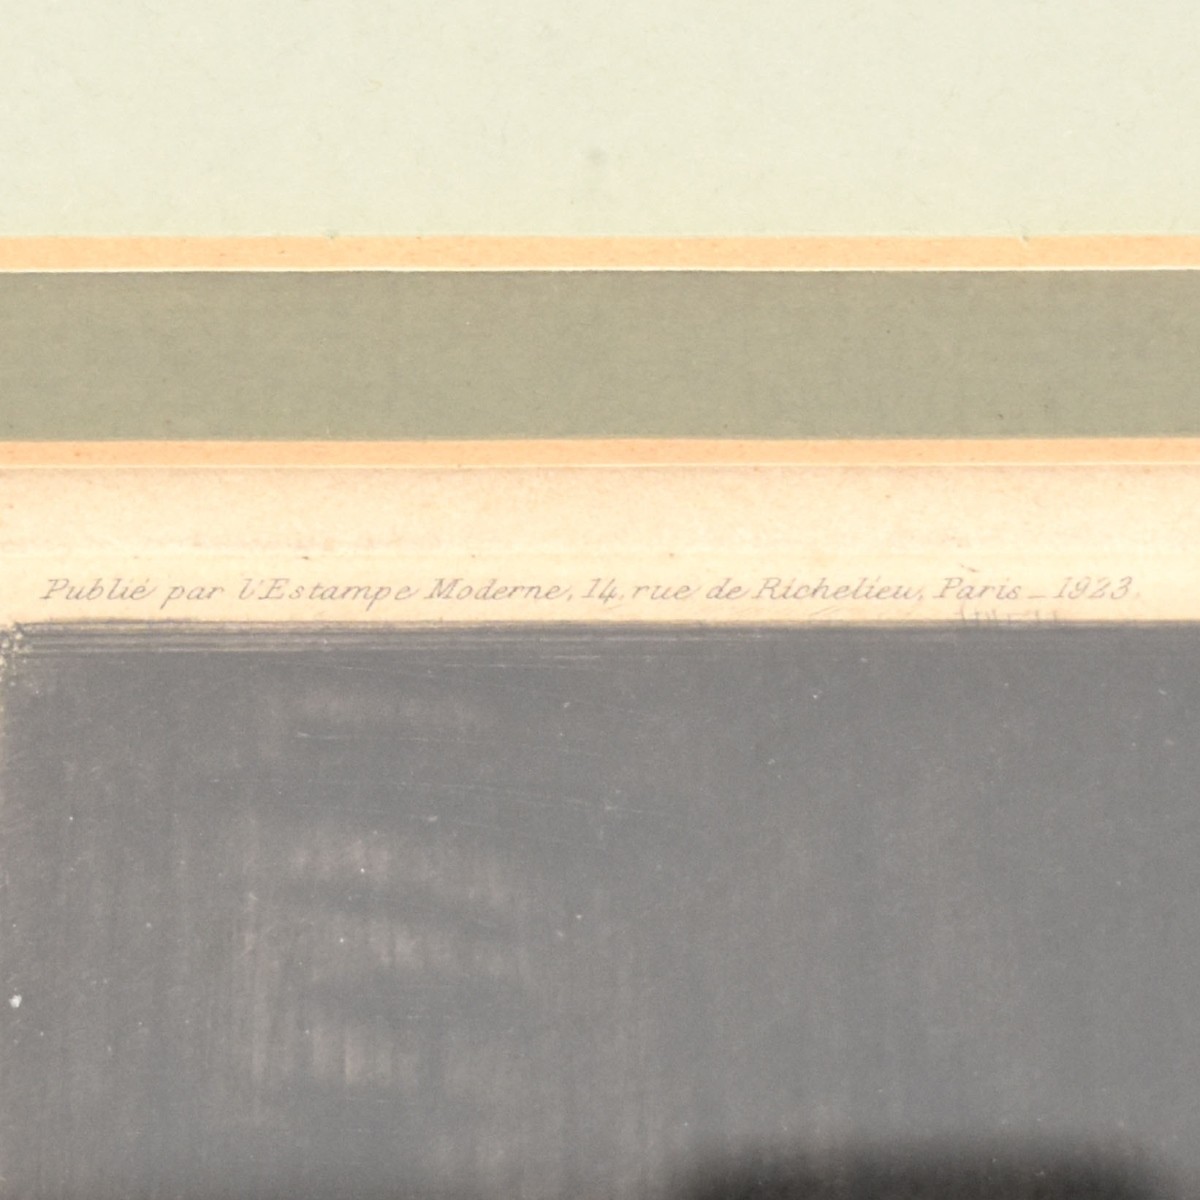 Publié par l'Estampe Moderne, 14, rue de Richelieu, Paris _ 1923.